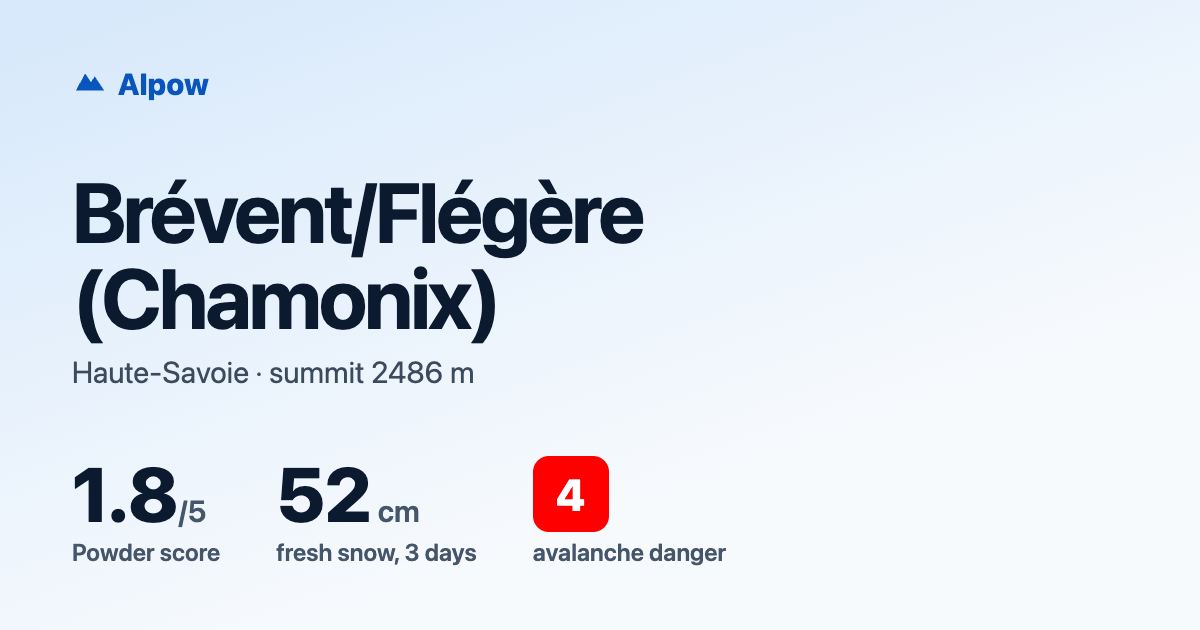 Alpow
Brévent/Flégère
(Chamonix)
Haute-Savoie · summit 2486 m
1.8/5 52 cm 4
Powder score fresh snow, 3 days avalanche danger